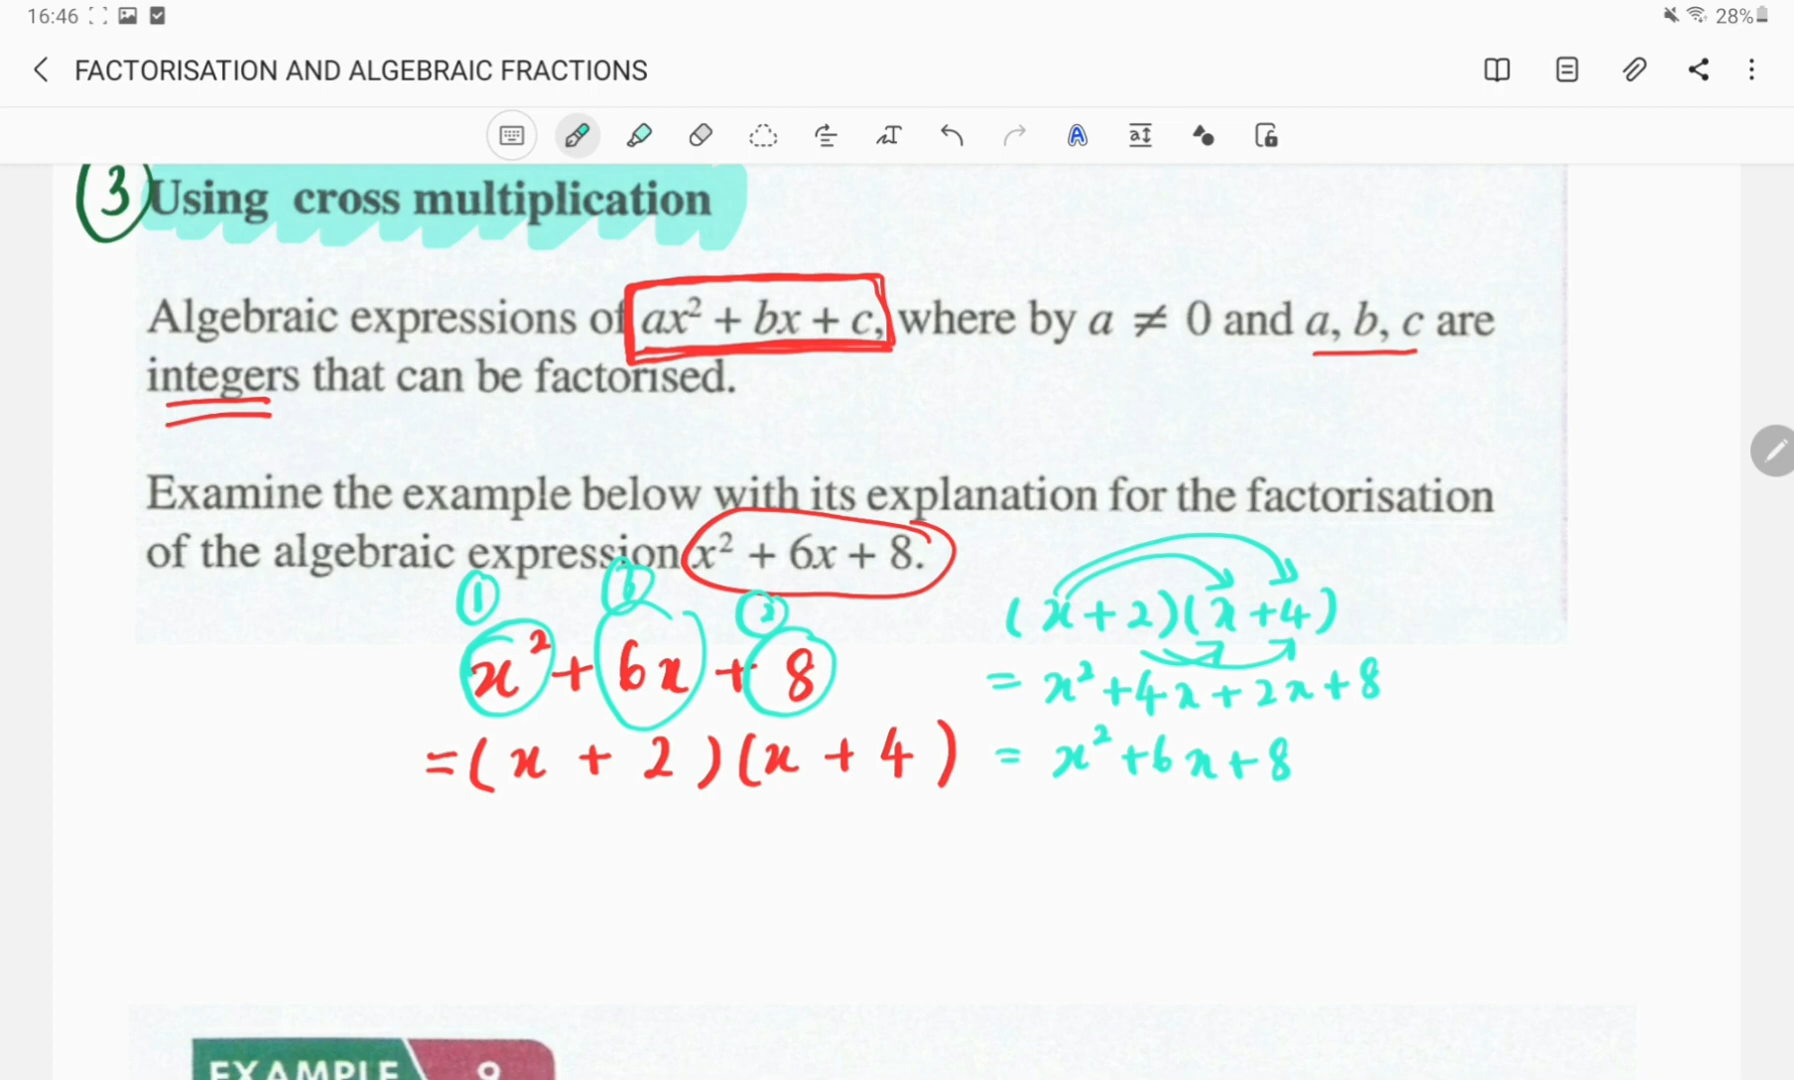 16:46
28%
FACTORISATION AND ALGEBRAIC FRACTIONS
3 Using cross multiplication
Algebraic expressions of ax² + bx + c, where by a ≠ 0 and a, b, c are
integers that can be factorised.
Examine the example below with its explanation for the factorisation
of the algebraic expression x² + 6x + 8.
x² + 6x + 8
= (x + 2)(x + 4)
(x+2)(x+4)
= x²+4x+2x+8
= x²+6x+8
EXAMPLE 9